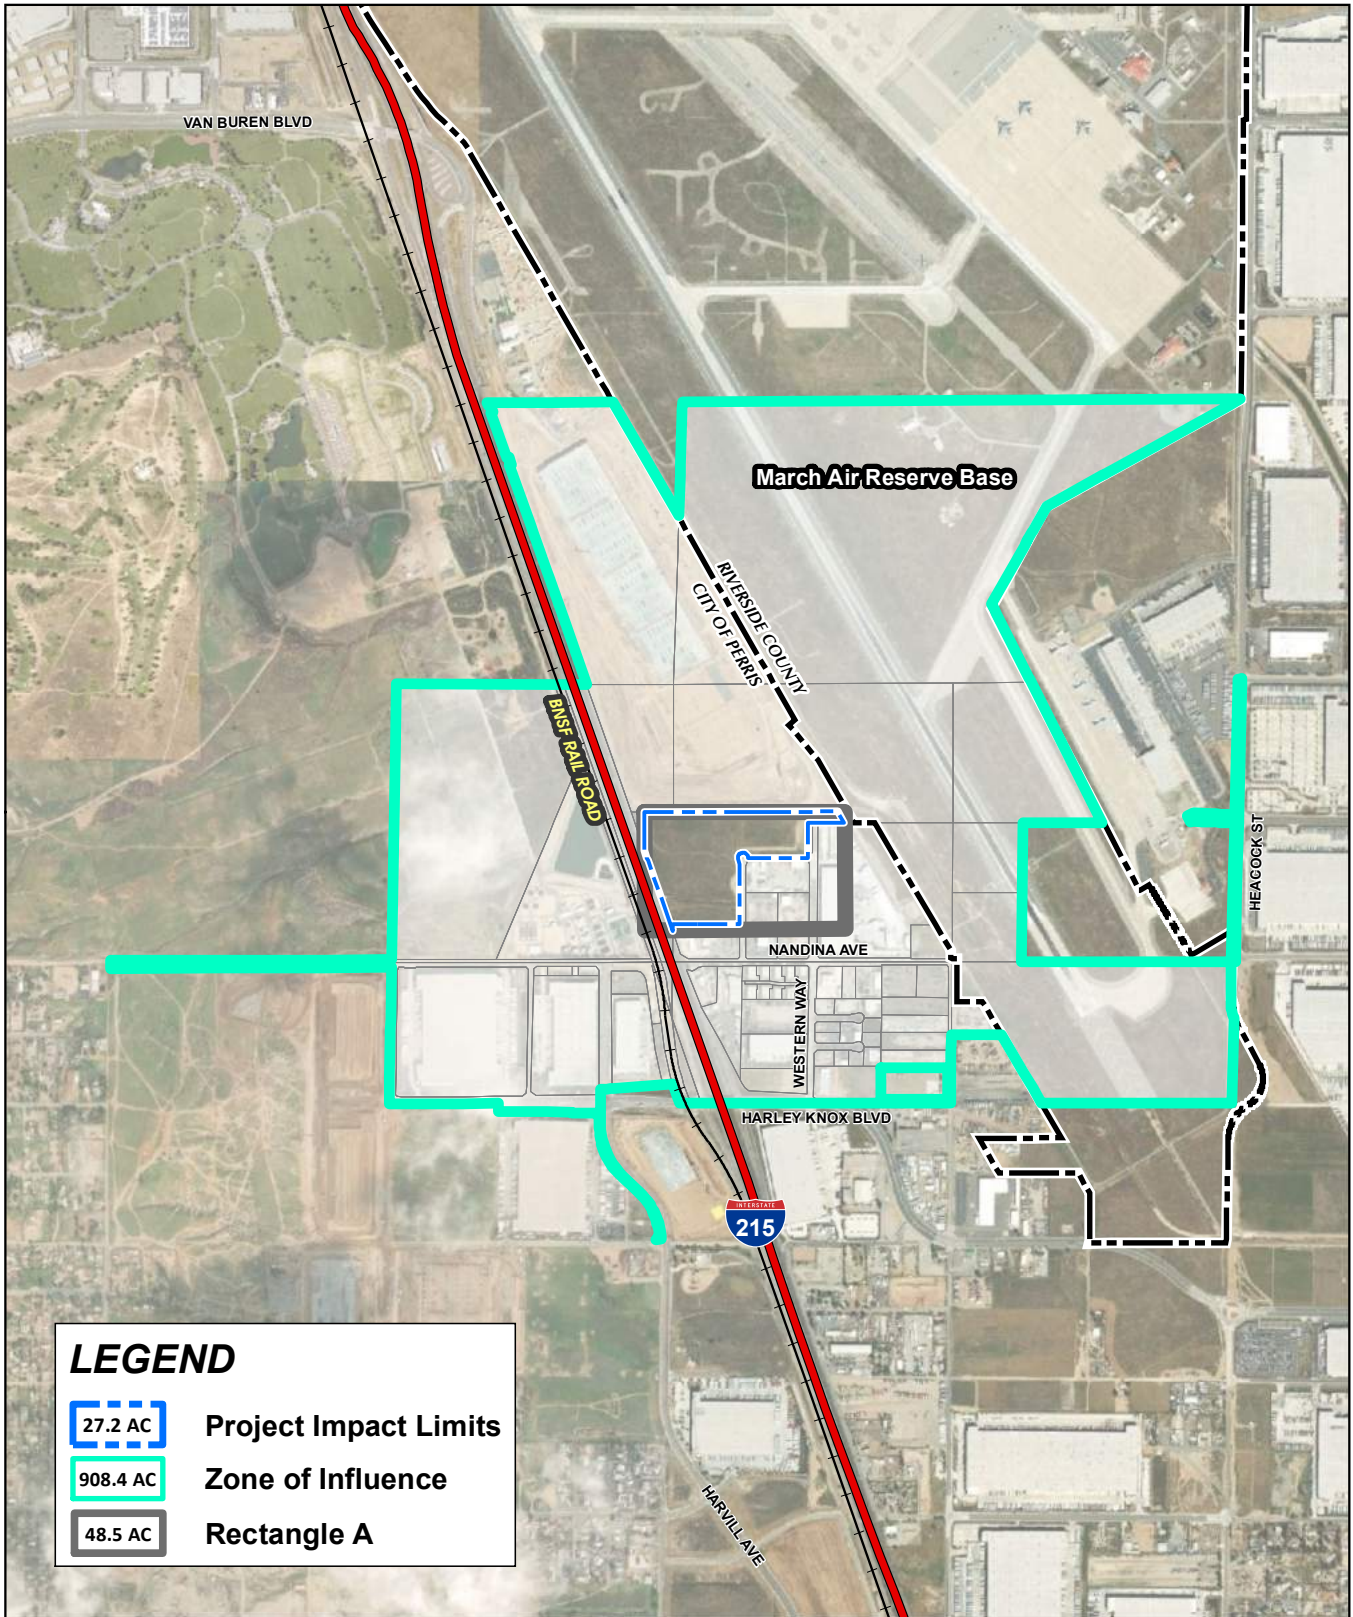 VAN BUREN BLVD
March Air Reserve Base
RIVERSIDE COUNTY
CITY OF PERRIS
BNSF RAIL ROAD
HEACOCK ST
NANDINA AVE
WESTERN WAY
HARLEY KNOX BLVD
INTERSTATE
215
HARVILL AVE
LEGEND
27.2 AC Project Impact Limits
908.4 AC Zone of Influence
48.5 AC Rectangle A